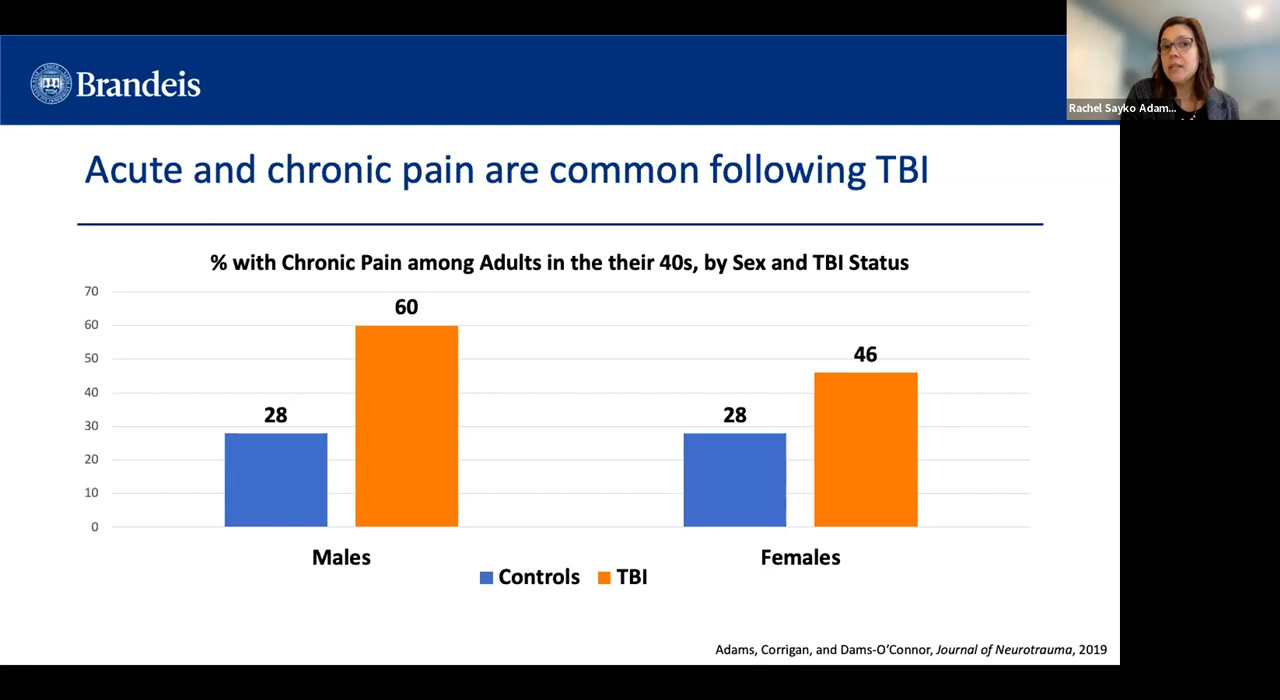 Brandeis
Rachel Sayko Adam...
Acute and chronic pain are common following TBI
% with Chronic Pain among Adults in the their 40s, by Sex and TBI Status
70
60
50
40
30
20
10
0
28
60
28
46
Males
Females
Controls
TBI
Adams, Corrigan, and Dams-O’Connor, Journal of Neurotrauma, 2019